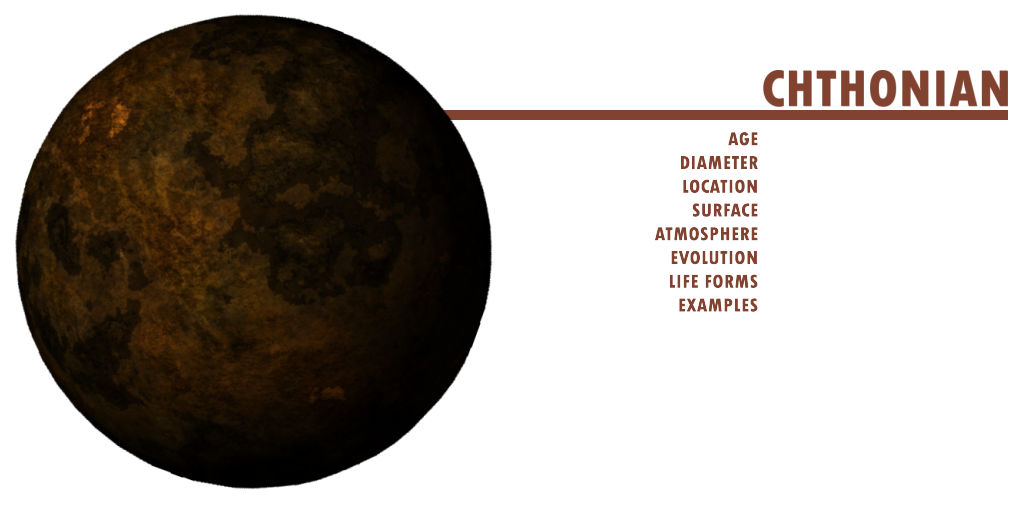 CHTHONIAN
AGE
DIAMETER
LOCATION
SURFACE
ATMOSPHERE
EVOLUTION
LIFE FORMS
EXAMPLES